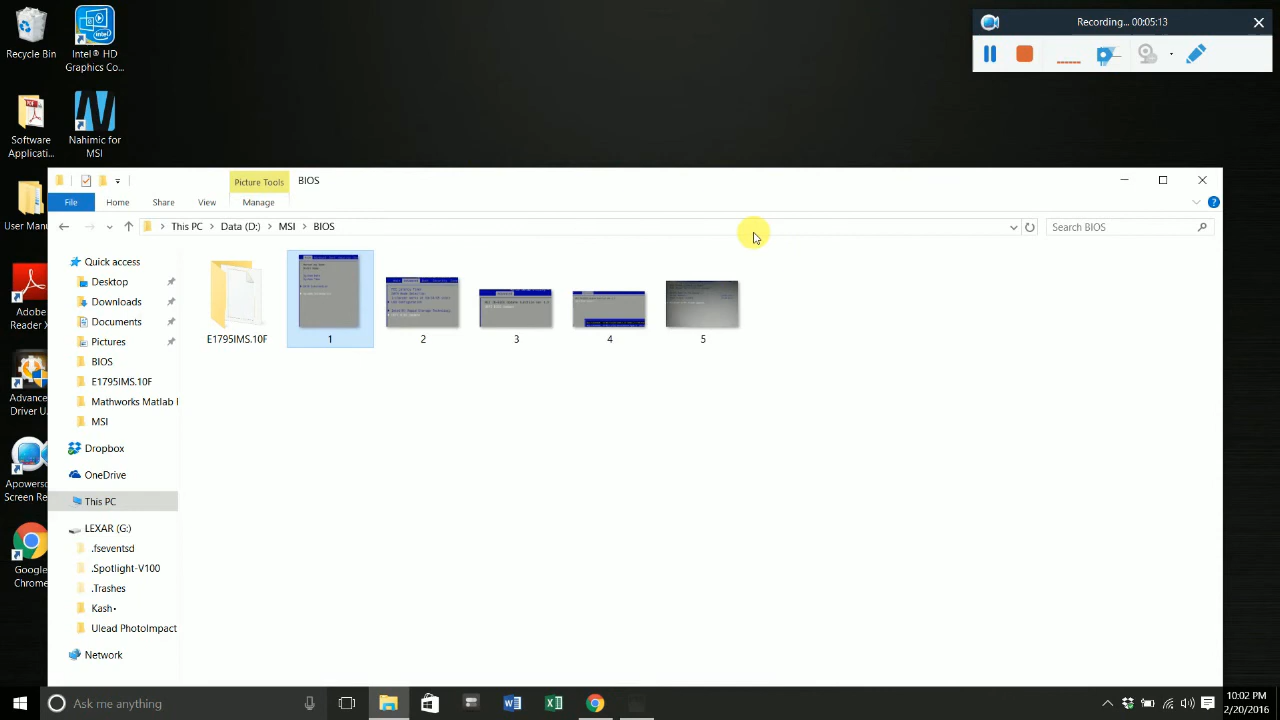 Recycle Bin
Intel® HD
Graphics Co...
Recording... 00:05:13
Software
Applicati...
Nahimic for
MSI
User Manu
Adobe
Reader X
Advance
Driver U.
Apowers
Screen Re
Google
Chrome
Picture Tools
BIOS
File
Home
Share
View
Manage
This PC > Data (D:) > MSI > BIOS
Search BIOS
Quick access
Desktop
Downloads
Documents
Pictures
BIOS
E1795IMS.10F
Mathworks Matlab
MSI
Dropbox
OneDrive
This PC
LEXAR (G:)
.fseventsd
.Spotlight-V100
.Trashes
Kash•
Ulead PhotoImpact
Network
E1795IMS.10F
1
2
3
4
5
Ask me anything
10:02 PM
2/20/2016